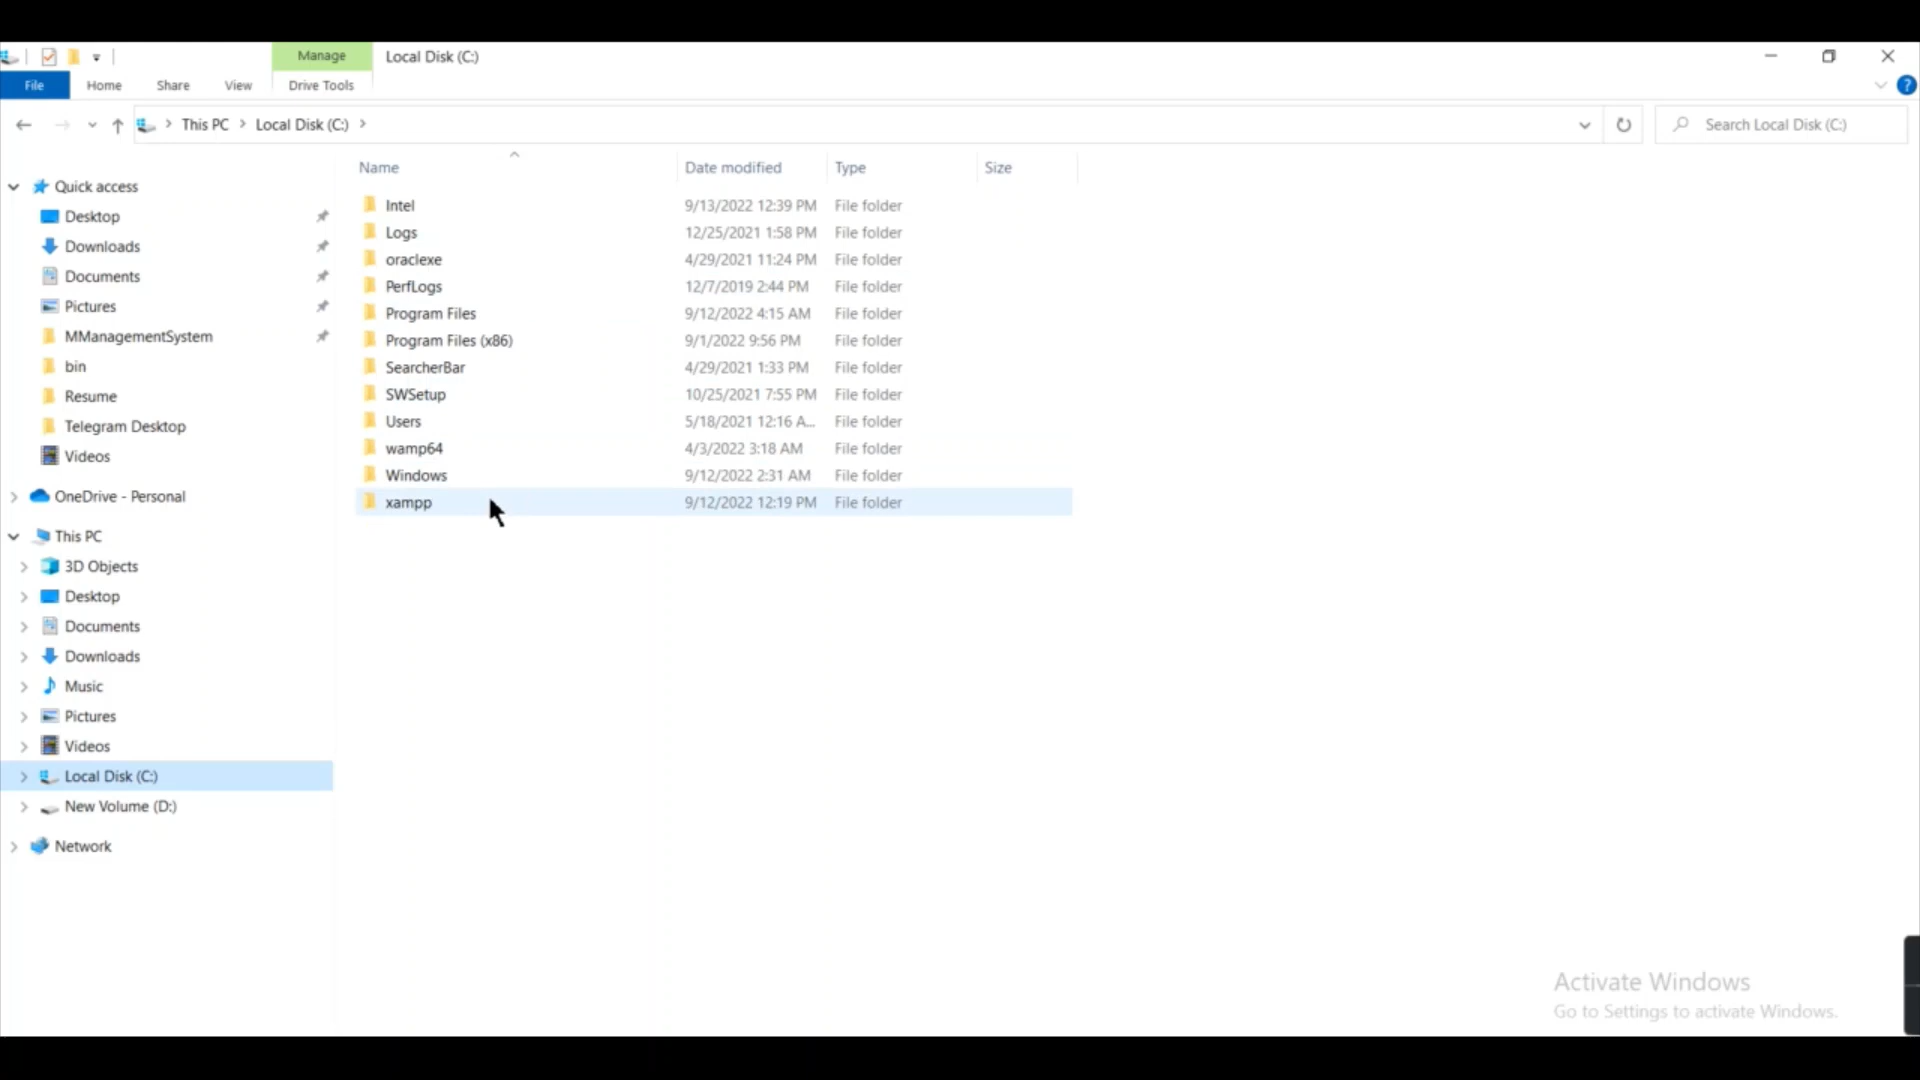 Manage Local Disk (C:)
File Home Share View Drive Tools
This PC Local Disk (C:)
Search Local Disk (C:)
Quick access
Desktop
Downloads
Documents
Pictures
MManagementSystem
bin
Resume
Telegram Desktop
Videos
OneDrive - Personal
This PC
3D Objects
Desktop
Documents
Downloads
Music
Pictures
Videos
Local Disk (C:)
New Volume (D:)
Network
Name Date modified Type Size
Intel 9/13/2022 12:39 PM File folder
Logs 12/25/2021 1:58 PM File folder
oraclexe 4/29/2021 11:24 PM File folder
PerfLogs 12/7/2019 2:44 PM File folder
Program Files 9/12/2022 4:15 AM File folder
Program Files (x86) 9/1/2022 9:56 PM File folder
SearcherBar 4/29/2021 1:33 PM File folder
SWSetup 10/25/2021 7:55 PM File folder
Users 5/18/2021 12:16 A... File folder
wamp64 4/3/2022 3:18 AM File folder
Windows 9/12/2022 2:31 AM File folder
xampp 9/12/2022 12:19 PM File folder
Activate Windows
Go to Settings to activate Windows.